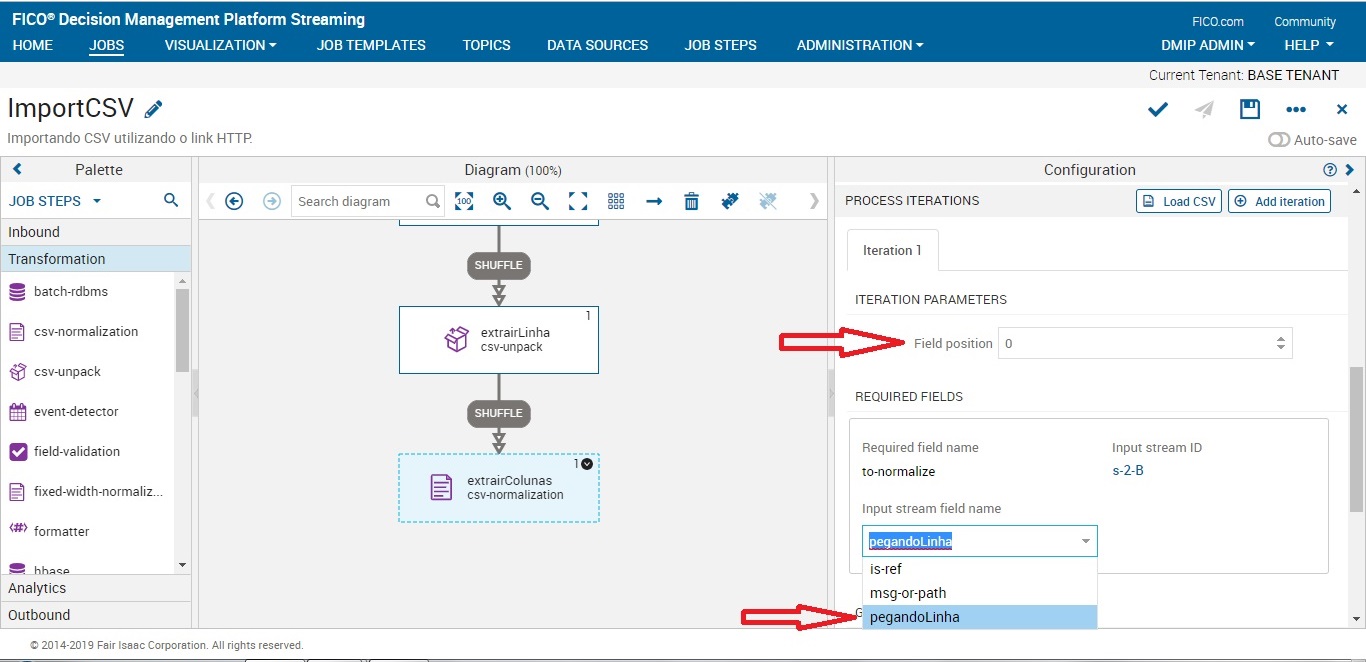 FICO® Decision Management Platform Streaming
FICO.com Community
HOME JOBS VISUALIZATION JOB TEMPLATES TOPICS DATA SOURCES JOB STEPS ADMINISTRATION DMIP ADMIN HELP
Current Tenant: BASE TENANT
ImportCSV
Importando CSV utilizando o link HTTP.
Auto-save
Palette
JOB STEPS
Inbound
Transformation
batch-rdbms
csv-normalization
csv-unpack
event-detector
field-validation
fixed-width-normaliz...
formatter
hbase
Analytics
Outbound
Diagram (100%)
Search diagram
100
SHUFFLE
1
extrairLinha
csv-unpack
SHUFFLE
1
extrairColunas
csv-normalization
Configuration
PROCESS ITERATIONS
Load CSV
Add iteration
Iteration 1
ITERATION PARAMETERS
Field position 0
REQUIRED FIELDS
Required field name Input stream ID
to-normalize s-2-B
Input stream field name
pegandoLinha
is-ref
msg-or-path
pegandoLinha
© 2014-2019 Fair Isaac Corporation. All rights reserved.